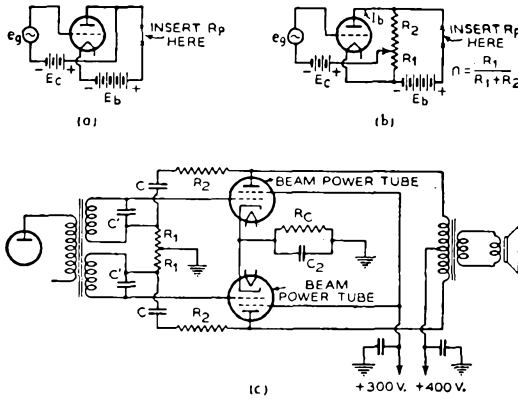 eg
INSERT Rp
HERE
Ec
Eb
(a)
eg
Ib
R2
R1
INSERT Rp
HERE
n = R1 / R1 + R2
Ec
Eb
(b)
C
R2
BEAM POWER TUBE
C'
R1
R1
C'
RC
C2
C
R2
BEAM
POWER TUBE
+300 V.
+400 V.
(c)